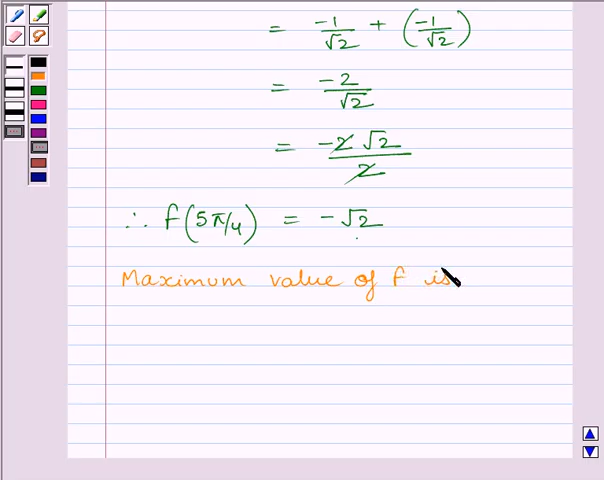 = -1/√2 + (-1/√2)
= -2/√2
= -2√2/2
∴ f(5π/4) = -√2
Maximum value of f is